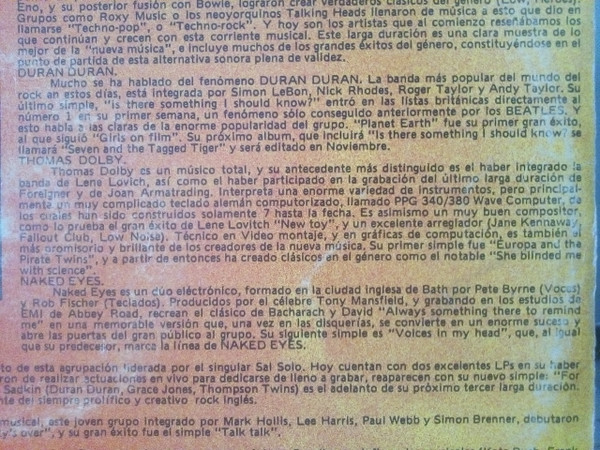 Eno, y su posterior fusión con Bowie, lograron crear verdaderos clásicos del género (Low, Heroes).
Grupos como Roxy Music o los neoyorquinos Talking Heads llenaron de música a esto que dio en
llamarse "Techno-pop", o "Techno-rock". Y hoy son los artistas que al comienzo reseñábamos los
que continúan y crecen con esta corriente musical. Este larga duración es una clara muestra de lo
mejor de la "nueva música", e incluye muchos de los grandes éxitos del género, constituyéndose en el
punto de partida de esta alternativa sonora plena de validez.
DURAN DURAN.
Mucho se ha hablado del fenómeno DURAN DURAN. La banda más popular del mundo del
rock en estos días, está integrada por Simon LeBon, Nick Rhodes, Roger Taylor y Andy Taylor. Su
último simple, "is there something I should know?" entró en las listas británicas directamente al
número 1 en su primer semana, un fenómeno sólo conseguido anteriormente por los BEATLES. Y
esto habla a las claras de la enorme popularidad del grupo. "Planet Earth" fue su primer gran éxito,
al que siguió "Girls on film". Su próximo album, que incluirá "Is there something I should know? se
llamará "Seven and the Tagged Tiger" y será editado en Noviembre.
THOMAS DOLBY.
Thomas Dolby es un músico total, y su antecedente más distinguido es el haber integrado la
banda de Lene Lovich, así como el haber participado en la grabación del último larga duración de
Foreigner y de Joan Armatrading. Interpreta una enorme variedad de instrumentos, pero principal-
mente un muy complicado teclado alemán computorizado, llamado PPG 340/380 Wave Computer, de
los cuales han sido construidos solamente 7 hasta la fecha. Es asimismo un muy buen compositor,
como lo prueba el gran éxito de Lene Lovitch "New toy", y un excelente arreglador (Jane Kennaway,
Fallout Club, Low Noise). Técnico en Video montaje, y en gráficas de computación, es también el
más cromisorio y brillante de los creadores de la nueva música. Su primer simple fue "Europa and the
Pirate Twins", y a partir de entonces ha creado clásicos en el género como el notable "She blinded me
with science".
NAKED EYES.
Naked Eyes es un dúo electrónico, formado en la ciudad inglesa de Bath por Pete Byrne (Vocos)
y Rob Fischer (Teclados). Producidos por el célebre Tony Mansfield, y grabando en los estudios de
EMI de Abbey Road, recrean el clásico de Bacharach y David "Always something there to remind
me" en una memorable versión que, una vez en las disquerías, se convierte en un enorme suceso y
abre las puertas del gran público al grupo. Su siguiente simple es "Voices in my head", que, al igual
que su predecesor, marca la línea de NAKED EYES.
to de esta agrupación liderada por el singular Sal Solo. Hoy cuentan con dos excelentes LPs en su haber
ron de realizar actuaciones en vivo para dedicarse de lleno a grabar, reaparecen con su nuevo simple: "For
Sadkin (Duran Duran, Grace Jones, Thompson Twins) es el adelanto de su próximo tercer larga duración.
nte del siempre prolífico y creativo rock inglés.
musical, este joven grupo integrado por Mark Hollis, Lee Harris, Paul Webb y Simon Brenner, debutaron
y's over", y su gran éxito fue el simple "Talk talk".